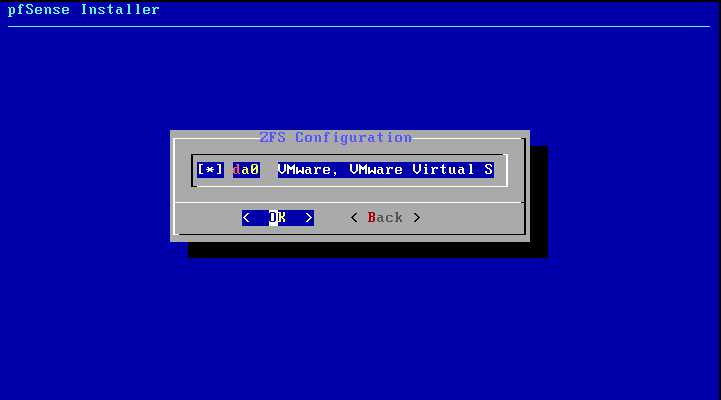 pfSense Installer
ZFS Configuration
[*] da0 VMware, VMware Virtual S
< OK > < Back >